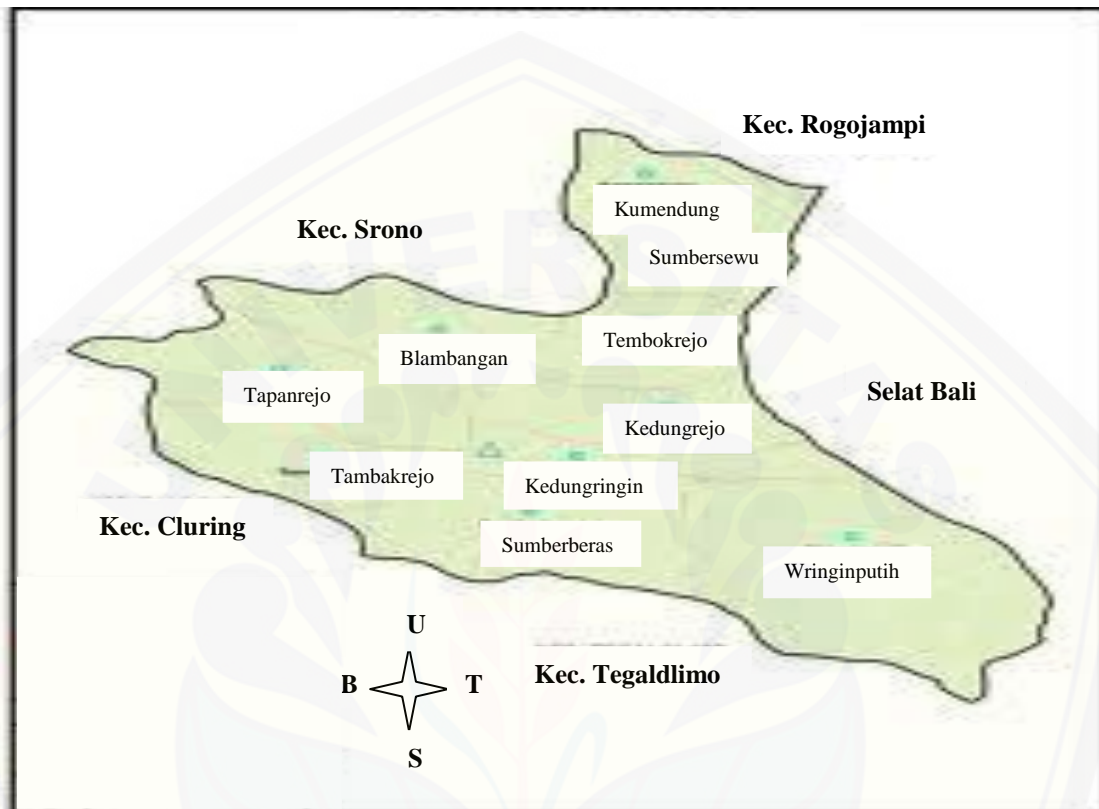 Kec. Rogojampi
Kumendung
Kec. Srono
Sumbersewu
Tembokrejo
Blambangan
Tapanrejo
Selat Bali
Kedungrejo
Tambakrejo
Kedungringin
Kec. Cluring
Sumberberas
Wringinputih
U
Kec. Tegaldlimo
B
T
S
UNIVERSITAS